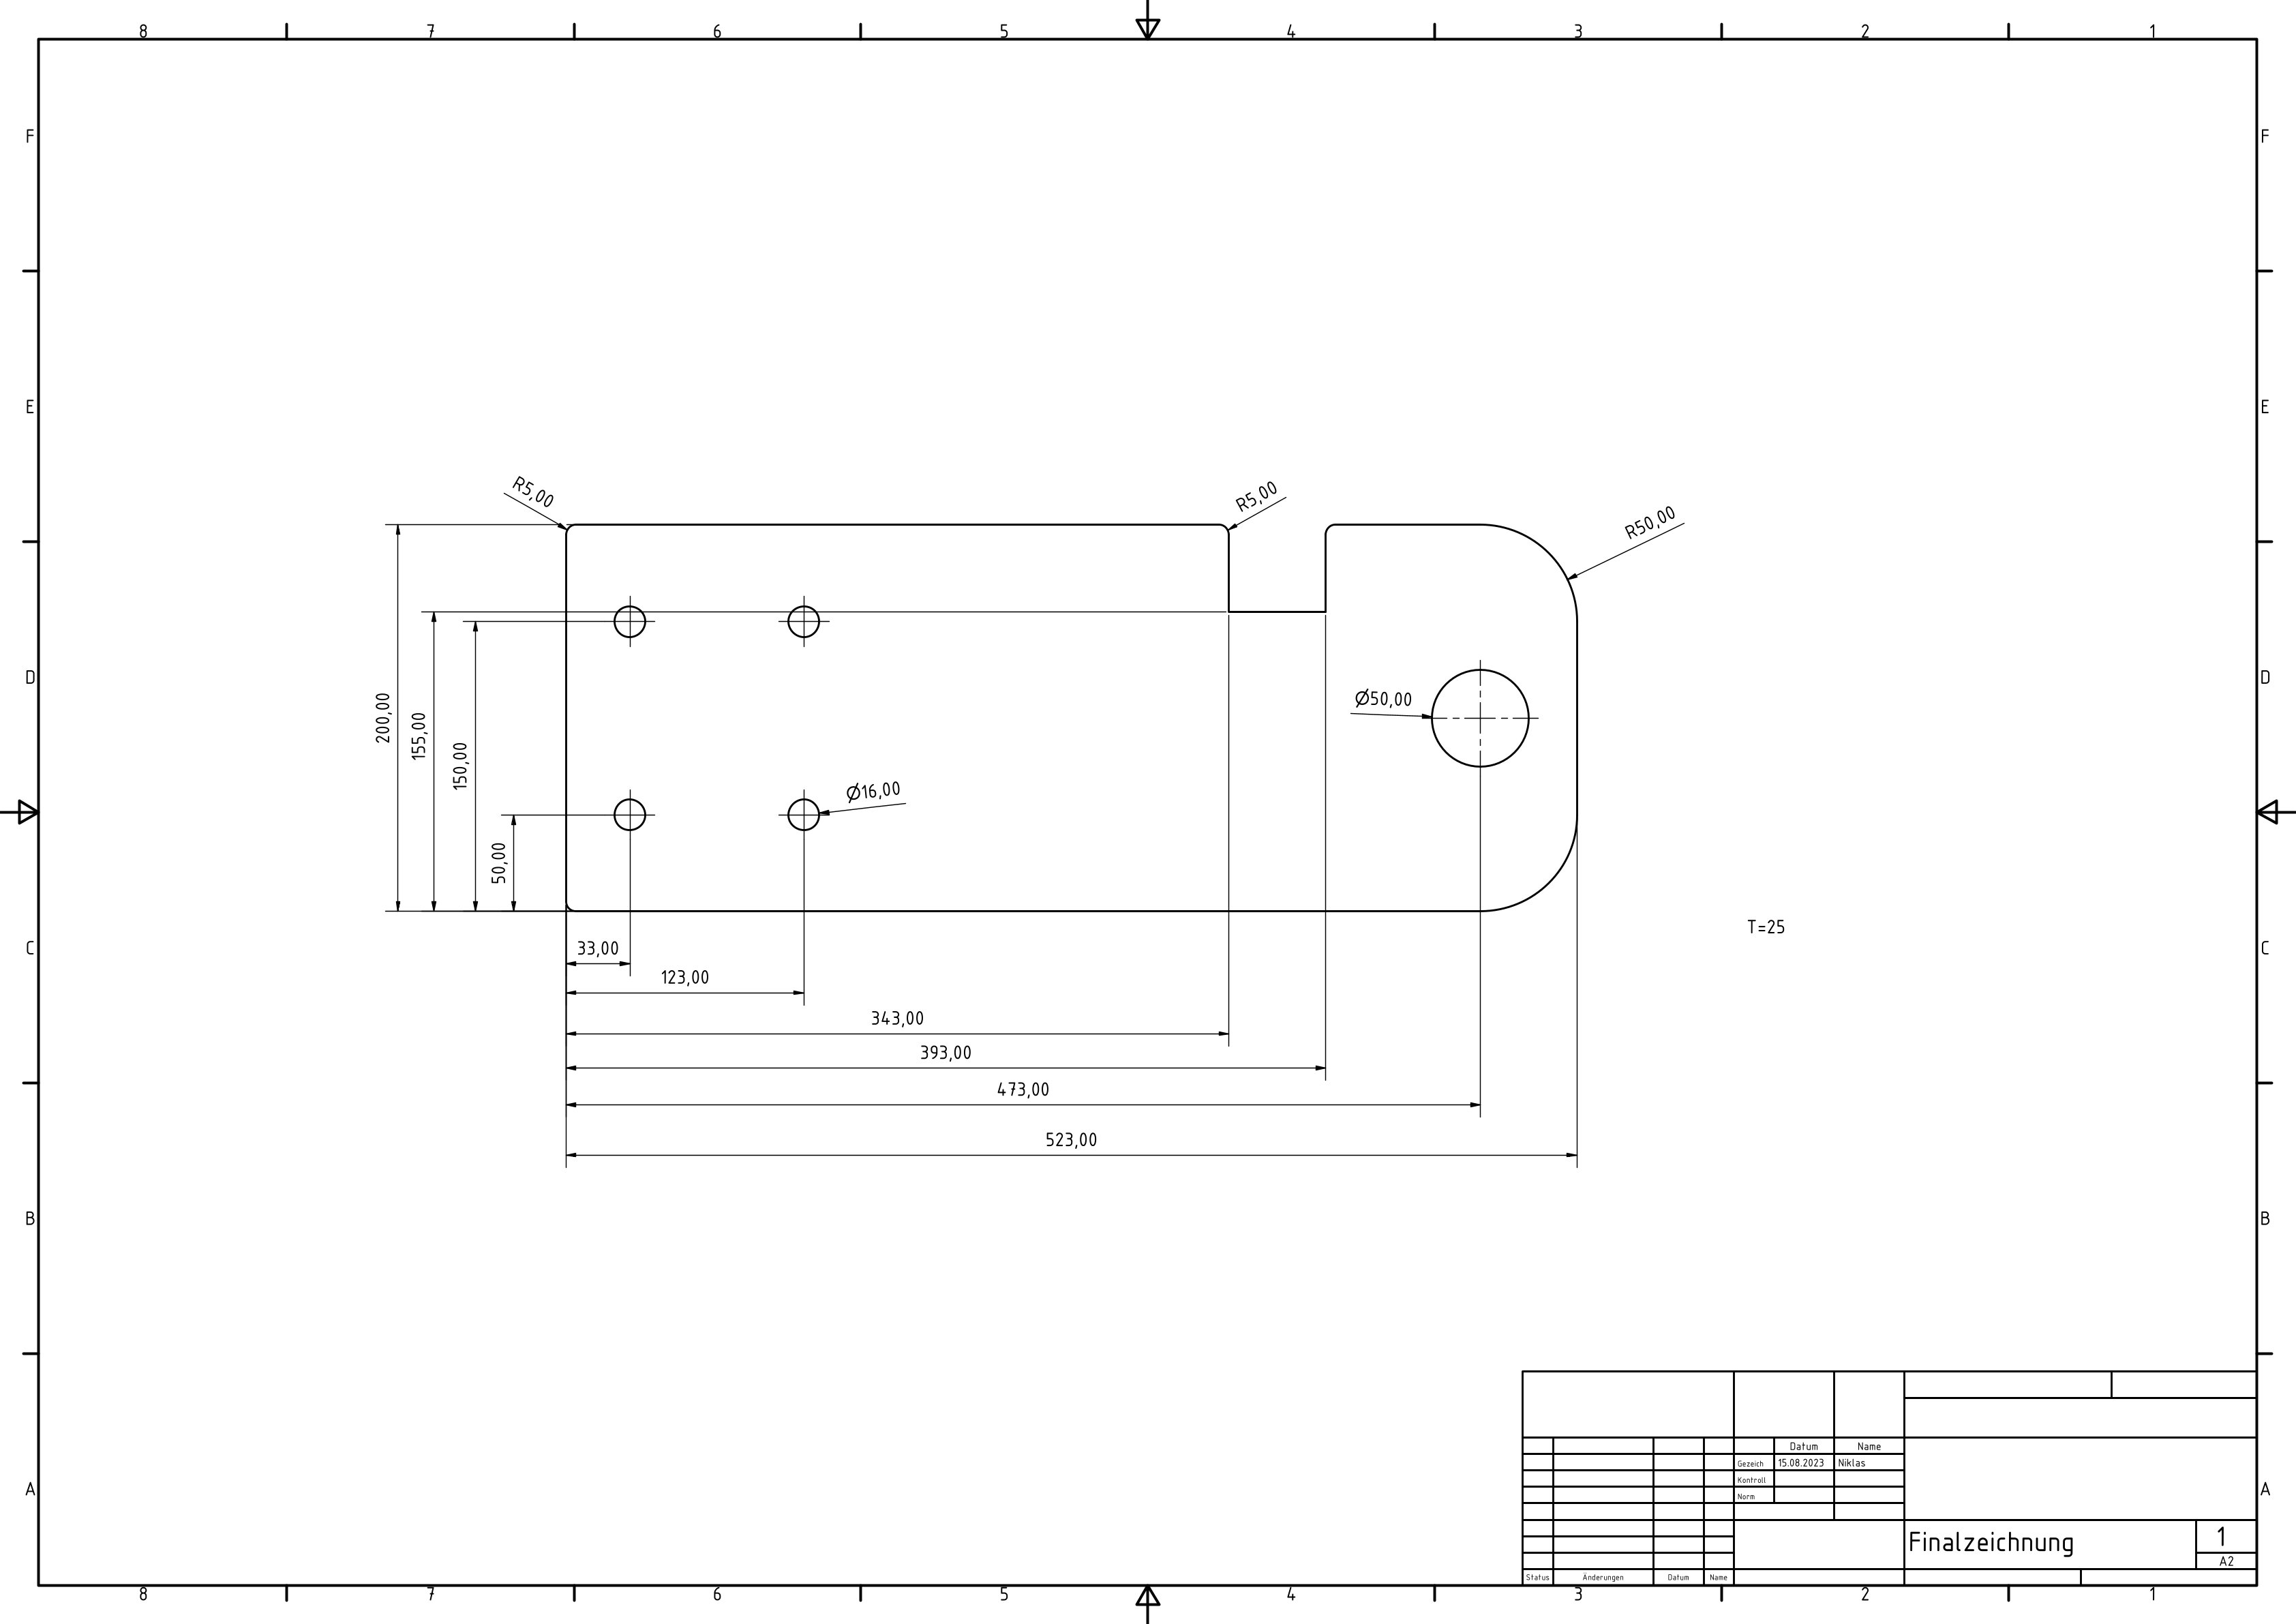 8 7 6 5 4 3 2 1
F F
E E
R5,00 R5,00 R50,00
D D
200,00 155,00 150,00 50,00
Ø50,00
Ø16,00
T=25
C C
33,00
123,00
343,00
393,00
473,00
523,00
B B
A A
Datum Name
Gezeich 15.08.2023 Niklas
Kontroll
Norm
Finalzeichnung 1
A2
Status Änderungen Datum Name
8 7 6 5 4 3 2 1